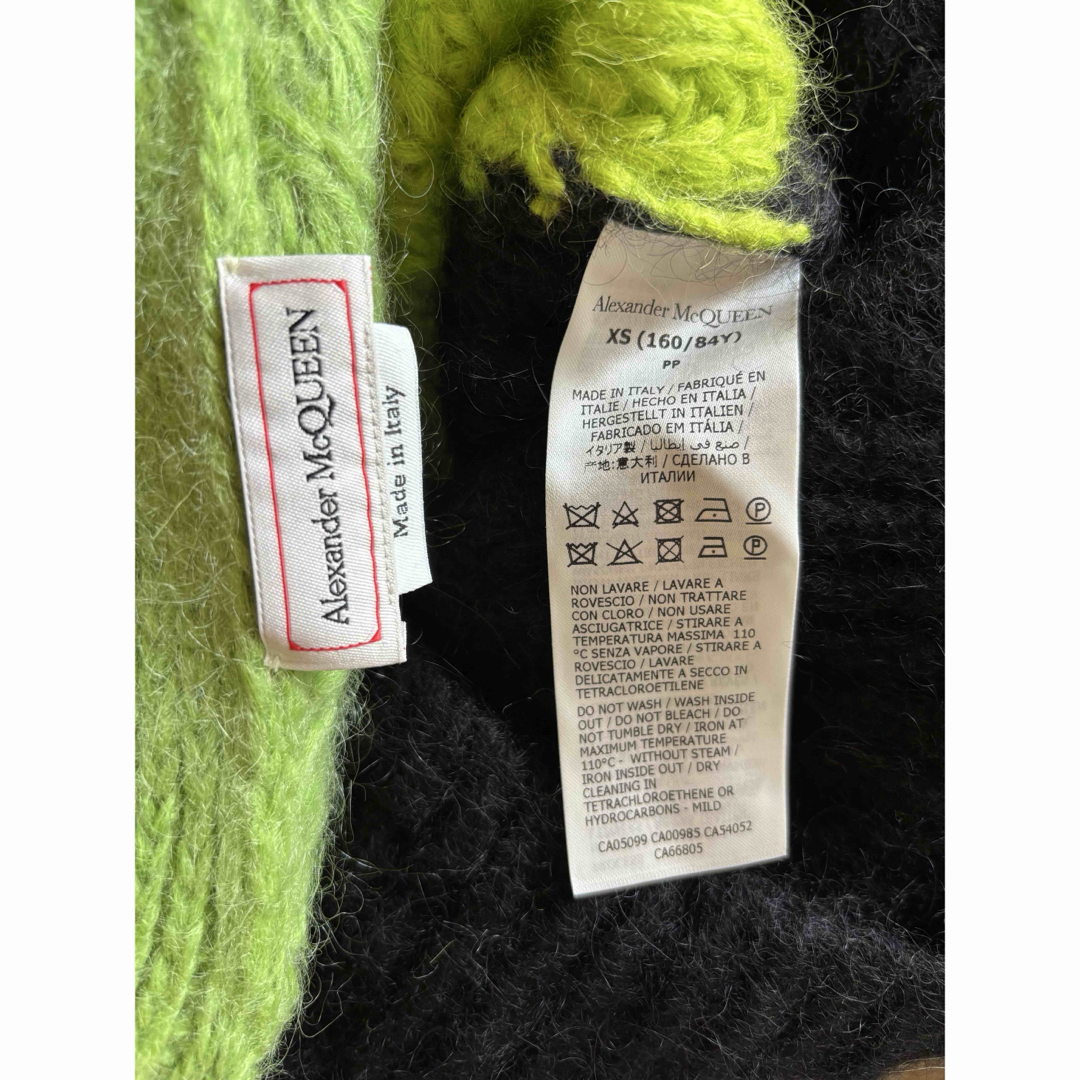 Alexander McQUEEN
Made in Italy
Alexander McQUEEN
XS (160/84Y)
PP
MADE IN ITALY / FABRIQUÉ EN
ITALIE / HECHO EN ITALIA /
HERGESTELLT IN ITALIEN /
FABRICADO EM ITÁLIA /
イタリア製 / صنع في إيطاليا /
产地:意大利 / СДЕЛАНО В
ИТАЛИИ
P
P
NON LAVARE / LAVARE A
ROVESCIO / NON TRATTARE
CON CLORO / NON USARE
ASCIUGATRICE / STIRARE A
TEMPERATURA MASSIMA 110
°C SENZA VAPORE / STIRARE A
ROVESCIO / LAVARE
DELICATAMENTE A SECCO IN
TETRACLOROETILENE
DO NOT WASH / WASH INSIDE
OUT / DO NOT BLEACH / DO
NOT TUMBLE DRY / IRON AT
MAXIMUM TEMPERATURE
110°C - WITHOUT STEAM /
IRON INSIDE OUT / DRY
CLEANING IN
TETRACHLOROETHENE OR
HYDROCARBONS - MILD
CA05099 CA00985 CA54052
CA66805